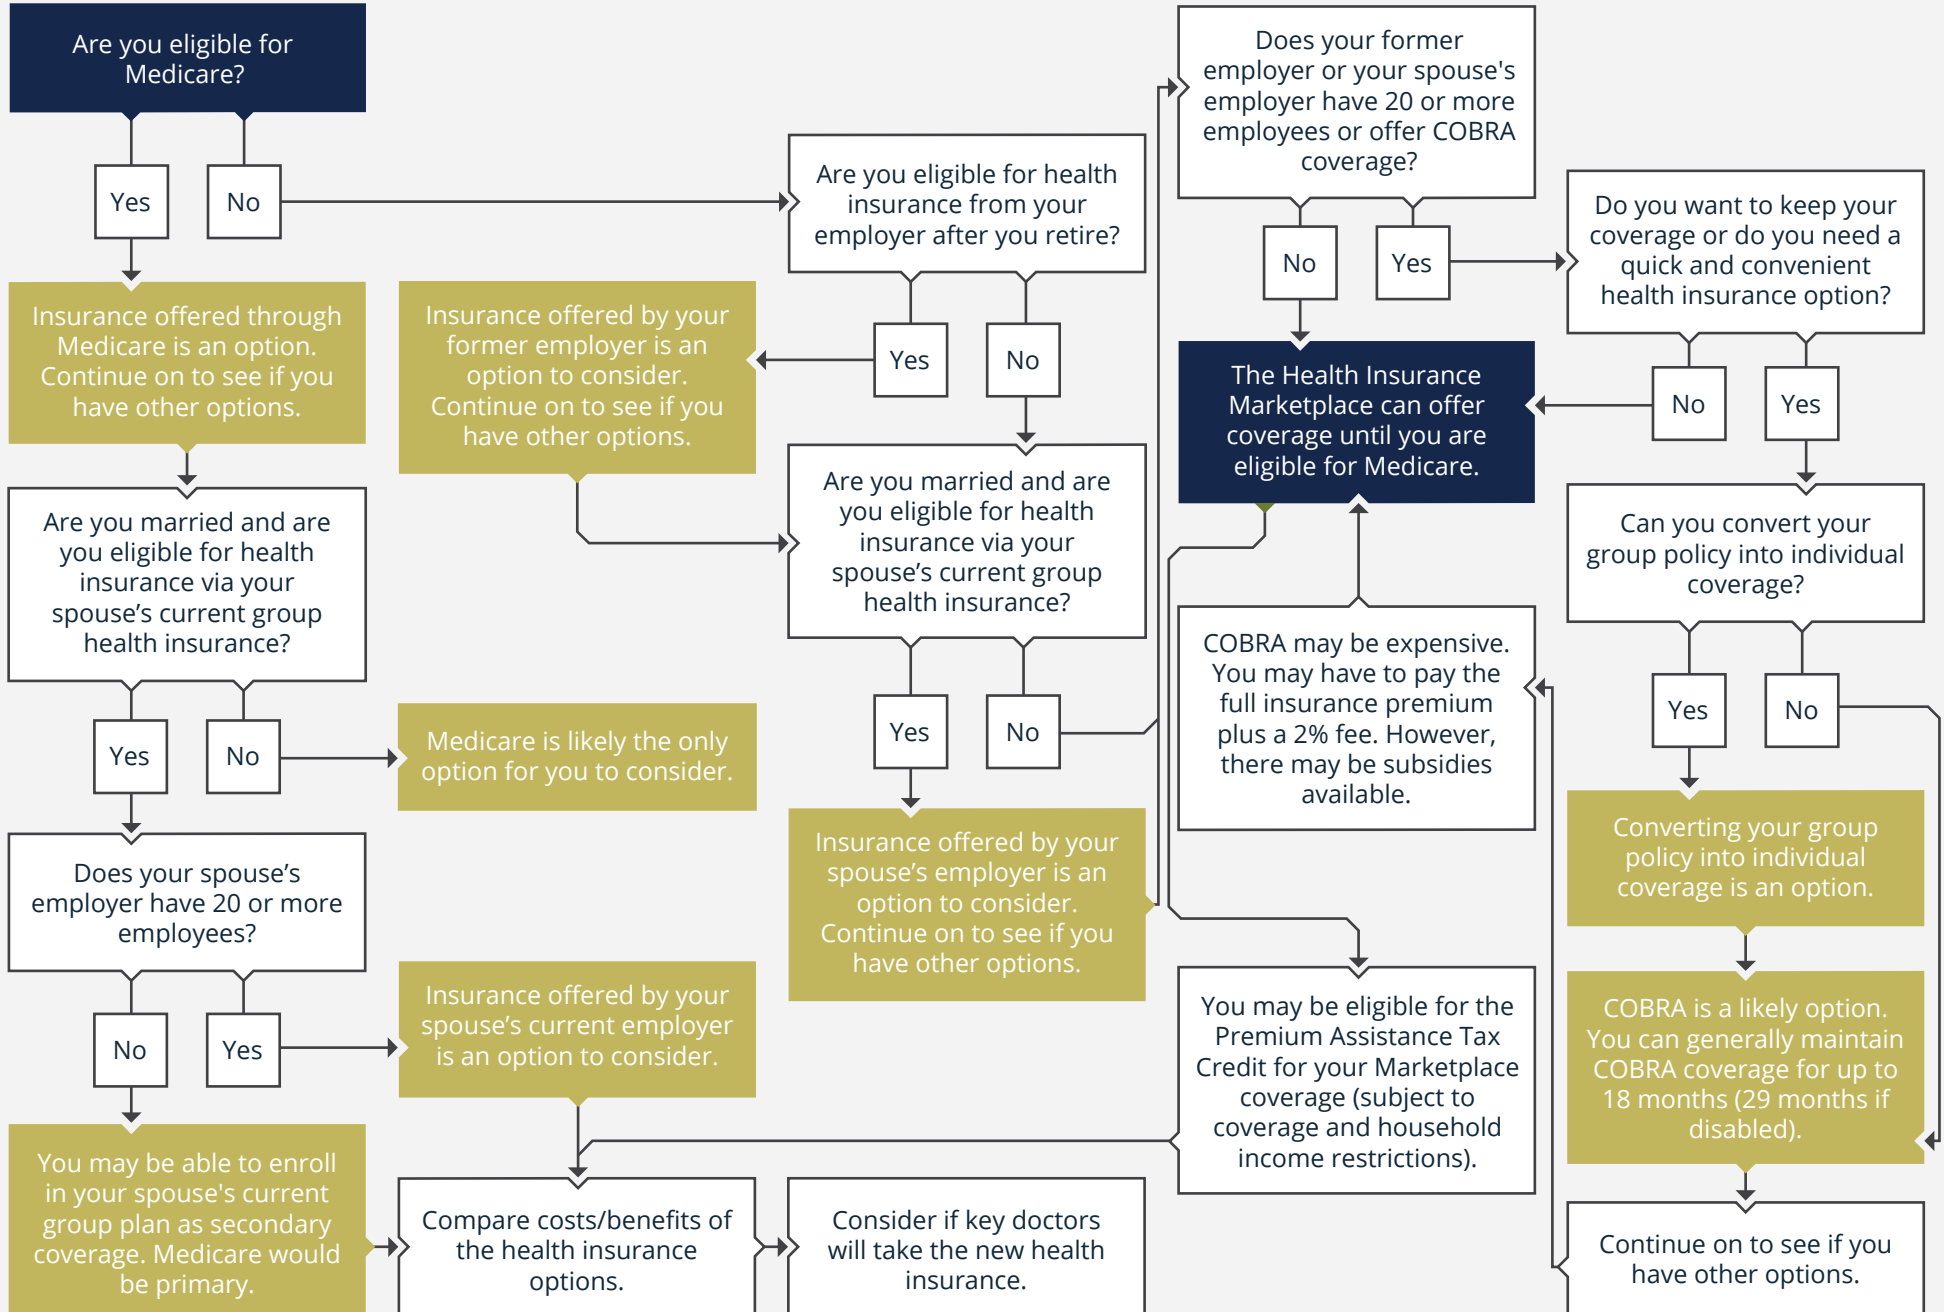 Are you eligible for
Medicare?
Yes
No
Insurance offered through
Medicare is an option.
Continue on to see if you
have other options.
Are you married and are
you eligible for health
insurance via your
spouse’s current group
health insurance?
Yes
No
Medicare is likely the only
option for you to consider.
Does your spouse’s
employer have 20 or more
employees?
No
Yes
Insurance offered by your
spouse’s current employer
is an option to consider.
You may be able to enroll
in your spouse's current
group plan as secondary
coverage. Medicare would
be primary.
Are you eligible for health
insurance from your
employer after you retire?
Yes
No
Insurance offered by your
former employer is an
option to consider.
Continue on to see if you
have other options.
Are you married and are
you eligible for health
insurance via your
spouse’s current group
health insurance?
Yes
No
Insurance offered by your
spouse’s employer is an
option to consider.
Continue on to see if you
have other options.
Does your former
employer or your spouse's
employer have 20 or more
employees or offer COBRA
coverage?
No
Yes
Do you want to keep your
coverage or do you need a
quick and convenient
health insurance option?
No
Yes
The Health Insurance
Marketplace can offer
coverage until you are
eligible for Medicare.
Can you convert your
group policy into individual
coverage?
Yes
No
Converting your group
policy into individual
coverage is an option.
COBRA is a likely option.
You can generally maintain
COBRA coverage for up to
18 months (29 months if
disabled).
Continue on to see if you
have other options.
COBRA may be expensive.
You may have to pay the
full insurance premium
plus a 2% fee. However,
there may be subsidies
available.
You may be eligible for the
Premium Assistance Tax
Credit for your Marketplace
coverage (subject to
coverage and household
income restrictions).
Compare costs/benefits of
the health insurance
options.
Consider if key doctors
will take the new health
insurance.